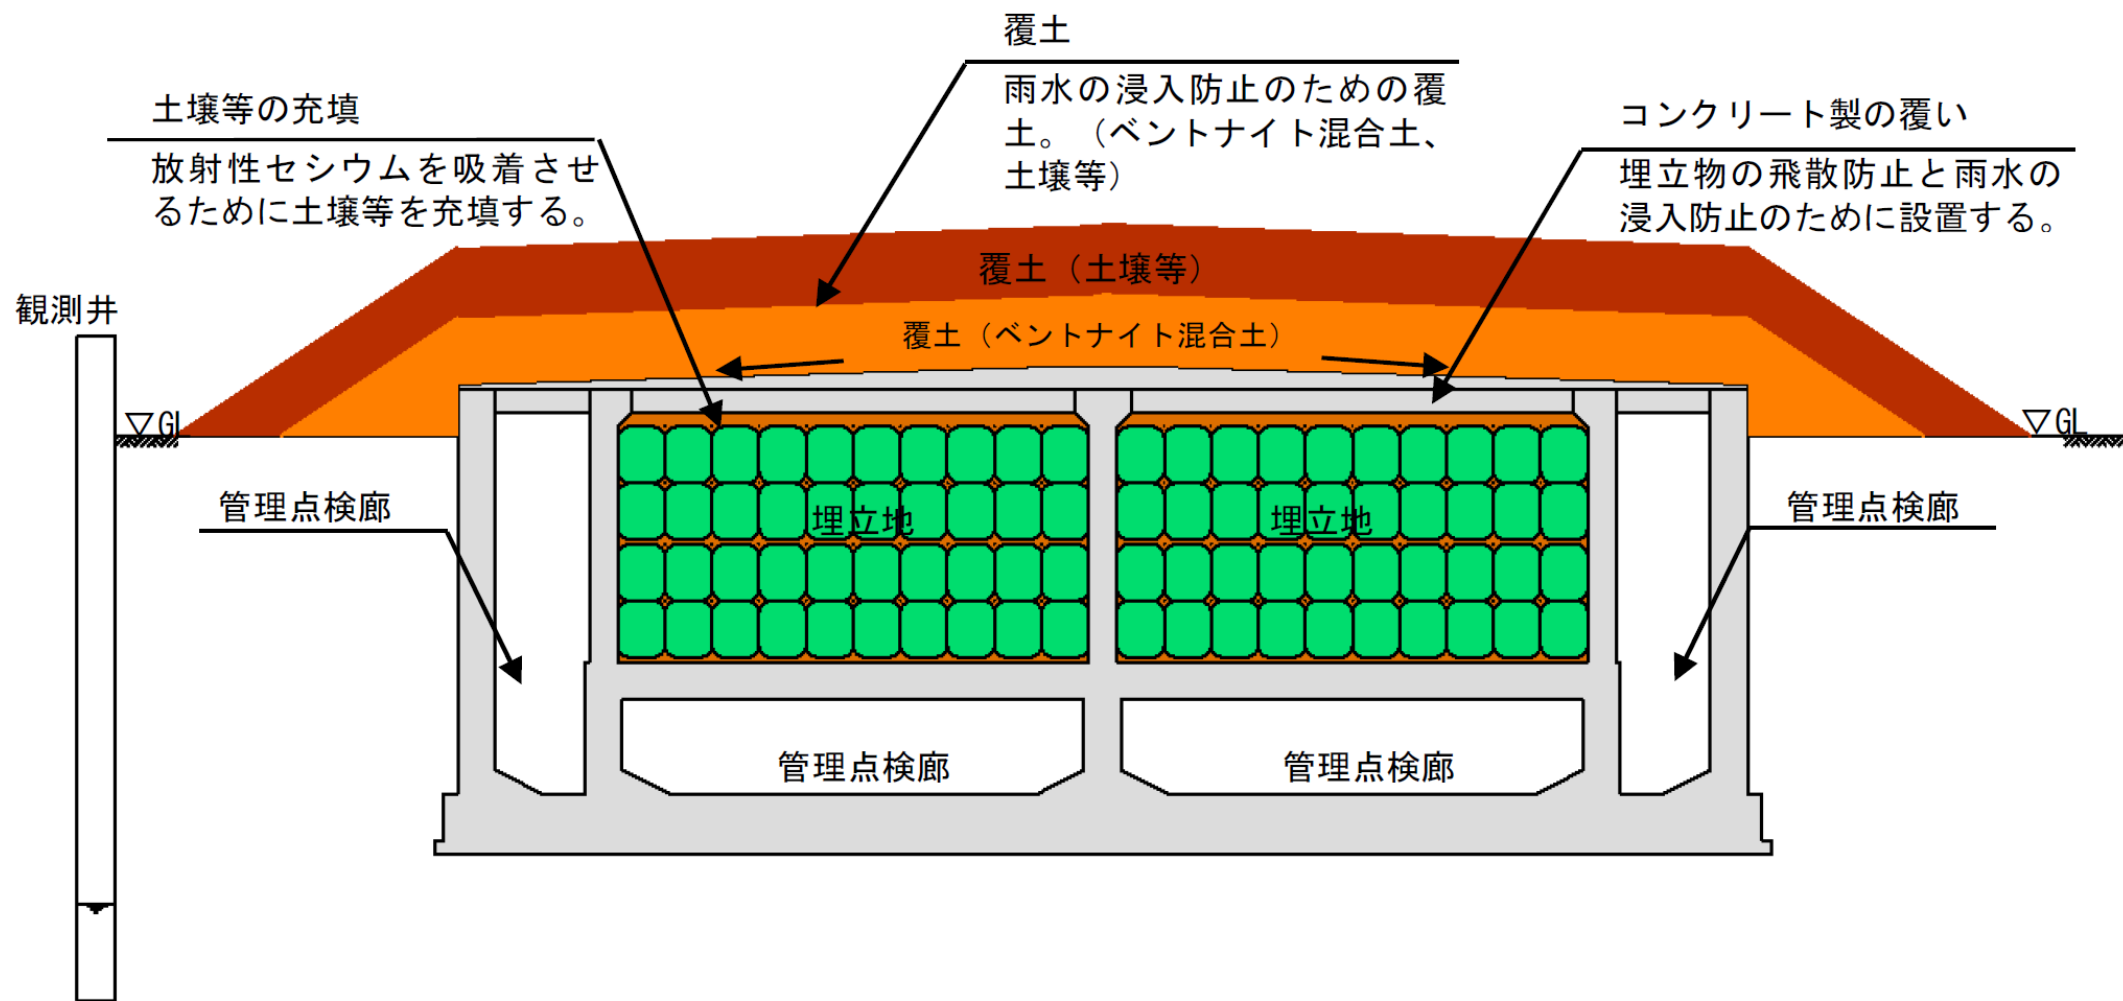 覆土
雨水の浸入防止のための覆
土。（ベントナイト混合土、
土壌等）
土壌等の充填
放射性セシウムを吸着させ
るために土壌等を充填する。
コンクリート製の覆い
埋立物の飛散防止と雨水の
浸入防止のために設置する。
覆土（土壌等）
観測井
覆土（ベントナイト混合土）
▽GL
▽GL
管理点検廊
埋立地
埋立地
管理点検廊
管理点検廊
管理点検廊